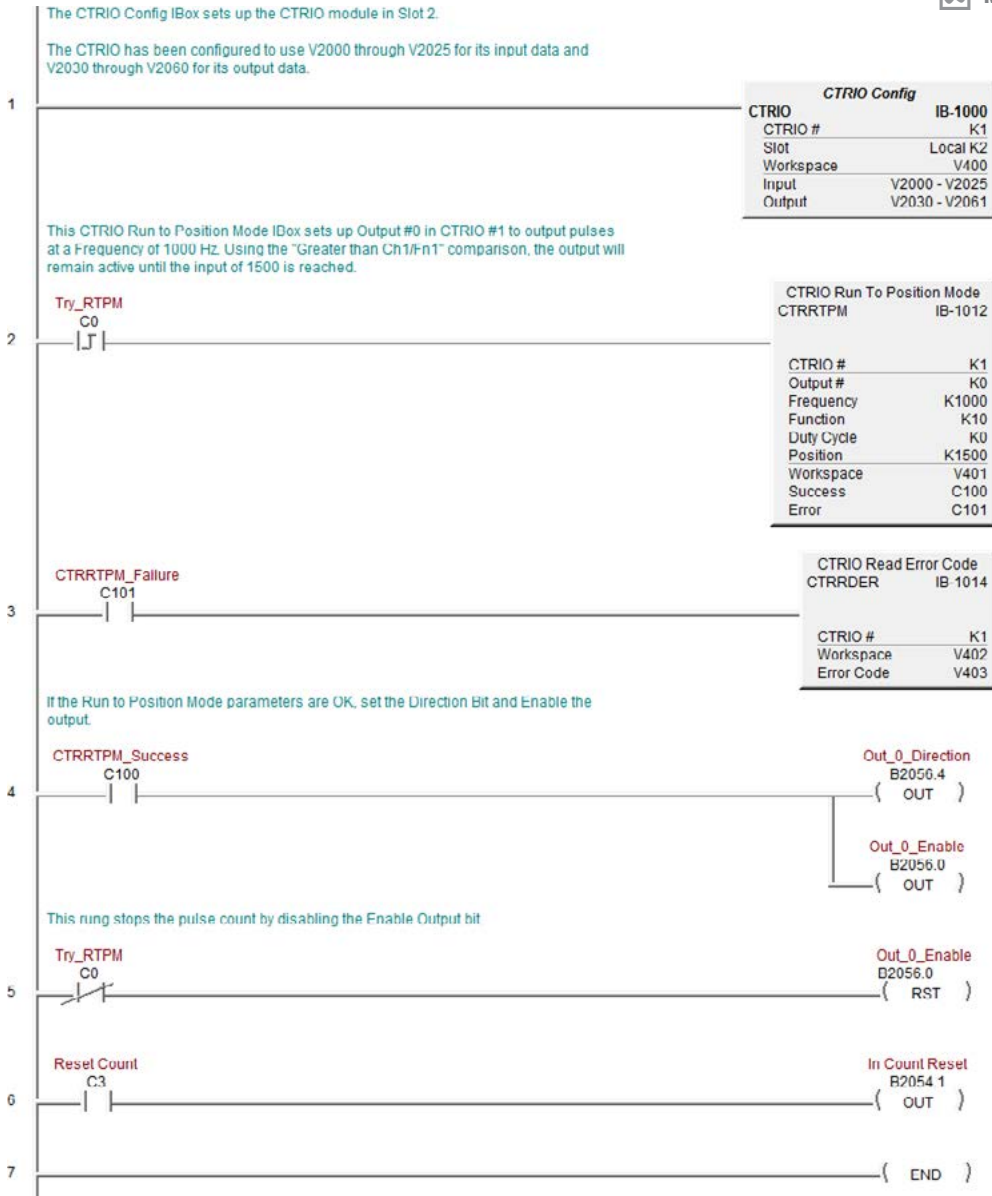 The CTRIO Config IBox sets up the CTRIO module in Slot 2.
The CTRIO has been configured to use V2000 through V2025 for its input data and
V2030 through V2060 for its output data.
1
CTRIO Config
CTRIO IB-1000
CTRIO # K1
Slot Local K2
Workspace V400
Input V2000 - V2025
Output V2030 - V2061
This CTRIO Run to Position Mode IBox sets up Output #0 in CTRIO #1 to output pulses
at a Frequency of 1000 Hz. Using the "Greater than Ch1/Fn1" comparison, the output will
remain active until the input of 1500 is reached.
Try_RTPM
C0
2
CTRIO Run To Position Mode
CTRRTPM IB-1012
CTRIO # K1
Output # K0
Frequency K1000
Function K10
Duty Cycle K0
Position K1500
Workspace V401
Success C100
Error C101
CTRRTPM_Failure
C101
3
CTRIO Read Error Code
CTRRDER IB-1014
CTRIO # K1
Workspace V402
Error Code V403
If the Run to Position Mode parameters are OK, set the Direction Bit and Enable the
output.
CTRRTPM_Success
C100
4
Out_0_Direction
B2056.4
( OUT )
Out_0_Enable
B2056.0
( OUT )
This rung stops the pulse count by disabling the Enable Output bit
Try_RTPM
C0
5
Out_0_Enable
B2056.0
( RST )
Reset Count
C3
6
In Count Reset
B2054.1
( OUT )
7
( END )